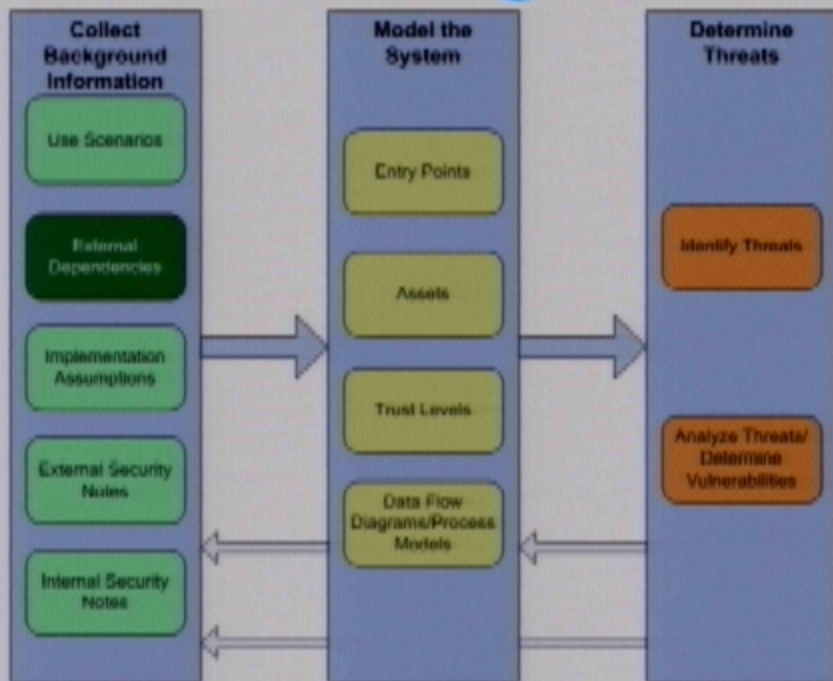 Collect
Background
Information
Use Scenarios
External
Dependencies
Implementation
Assumptions
External Security
Notes
Internal Security
Notes
Model the
System
Entry Points
Assets
Trust Levels
Data Flow
Diagrams/Process
Models
Determine
Threats
Identify Threats
Analyze Threats/
Determine
Vulnerabilities